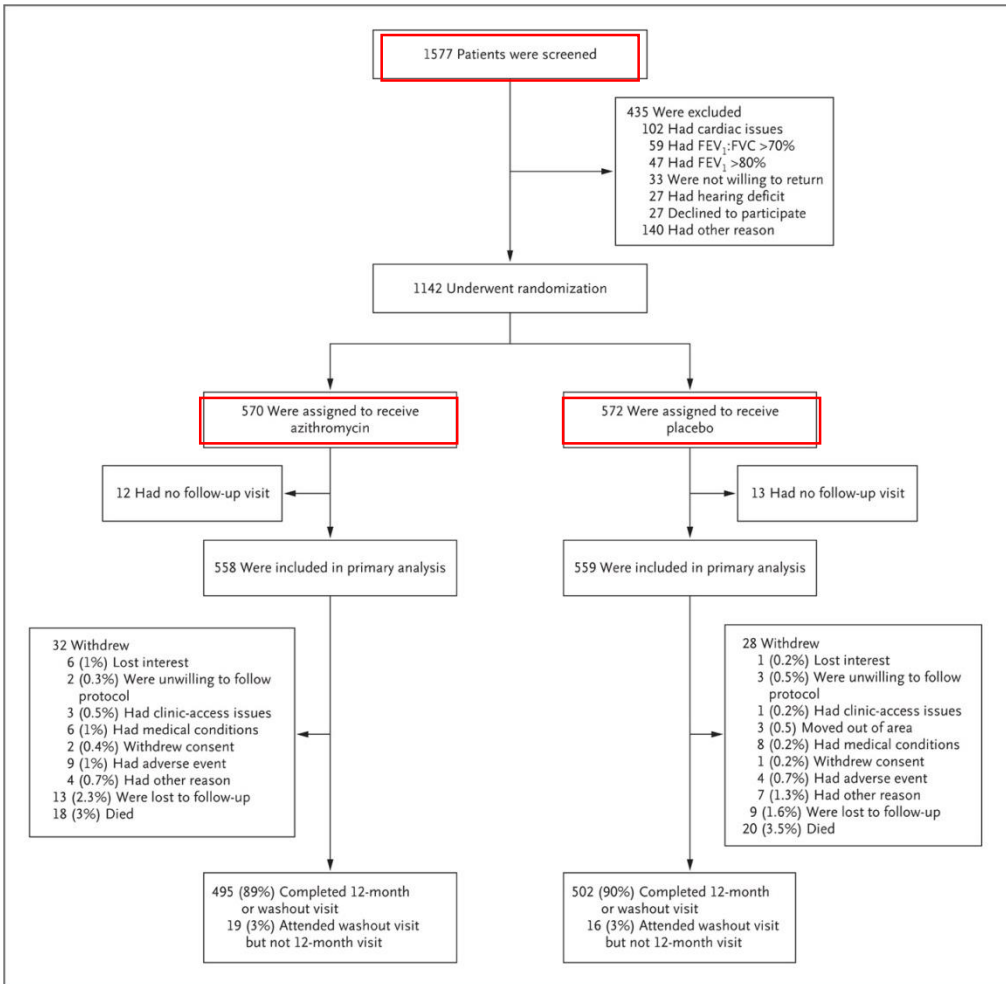 1577 Patients were screened
435 Were excluded
102 Had cardiac issues
59 Had FEV₁:FVC >70%
47 Had FEV₁ >80%
33 Were not willing to return
27 Had hearing deficit
27 Declined to participate
140 Had other reason
1142 Underwent randomization
570 Were assigned to receive
azithromycin
572 Were assigned to receive
placebo
12 Had no follow-up visit
13 Had no follow-up visit
558 Were included in primary analysis
559 Were included in primary analysis
32 Withdrew
6 (1%) Lost interest
2 (0.3%) Were unwilling to follow
protocol
3 (0.5%) Had clinic-access issues
6 (1%) Had medical conditions
2 (0.4%) Withdrew consent
9 (1%) Had adverse event
4 (0.7%) Had other reason
13 (2.3%) Were lost to follow-up
18 (3%) Died
28 Withdrew
1 (0.2%) Lost interest
3 (0.5%) Were unwilling to follow
protocol
1 (0.2%) Had clinic-access issues
3 (0.5) Moved out of area
8 (0.2%) Had medical conditions
1 (0.2%) Withdrew consent
4 (0.7%) Had adverse event
7 (1.3%) Had other reason
9 (1.6%) Were lost to follow-up
20 (3.5%) Died
495 (89%) Completed 12-month
or washout visit
19 (3%) Attended washout visit
but not 12-month visit
502 (90%) Completed 12-month
or washout visit
16 (3%) Attended washout visit
but not 12-month visit